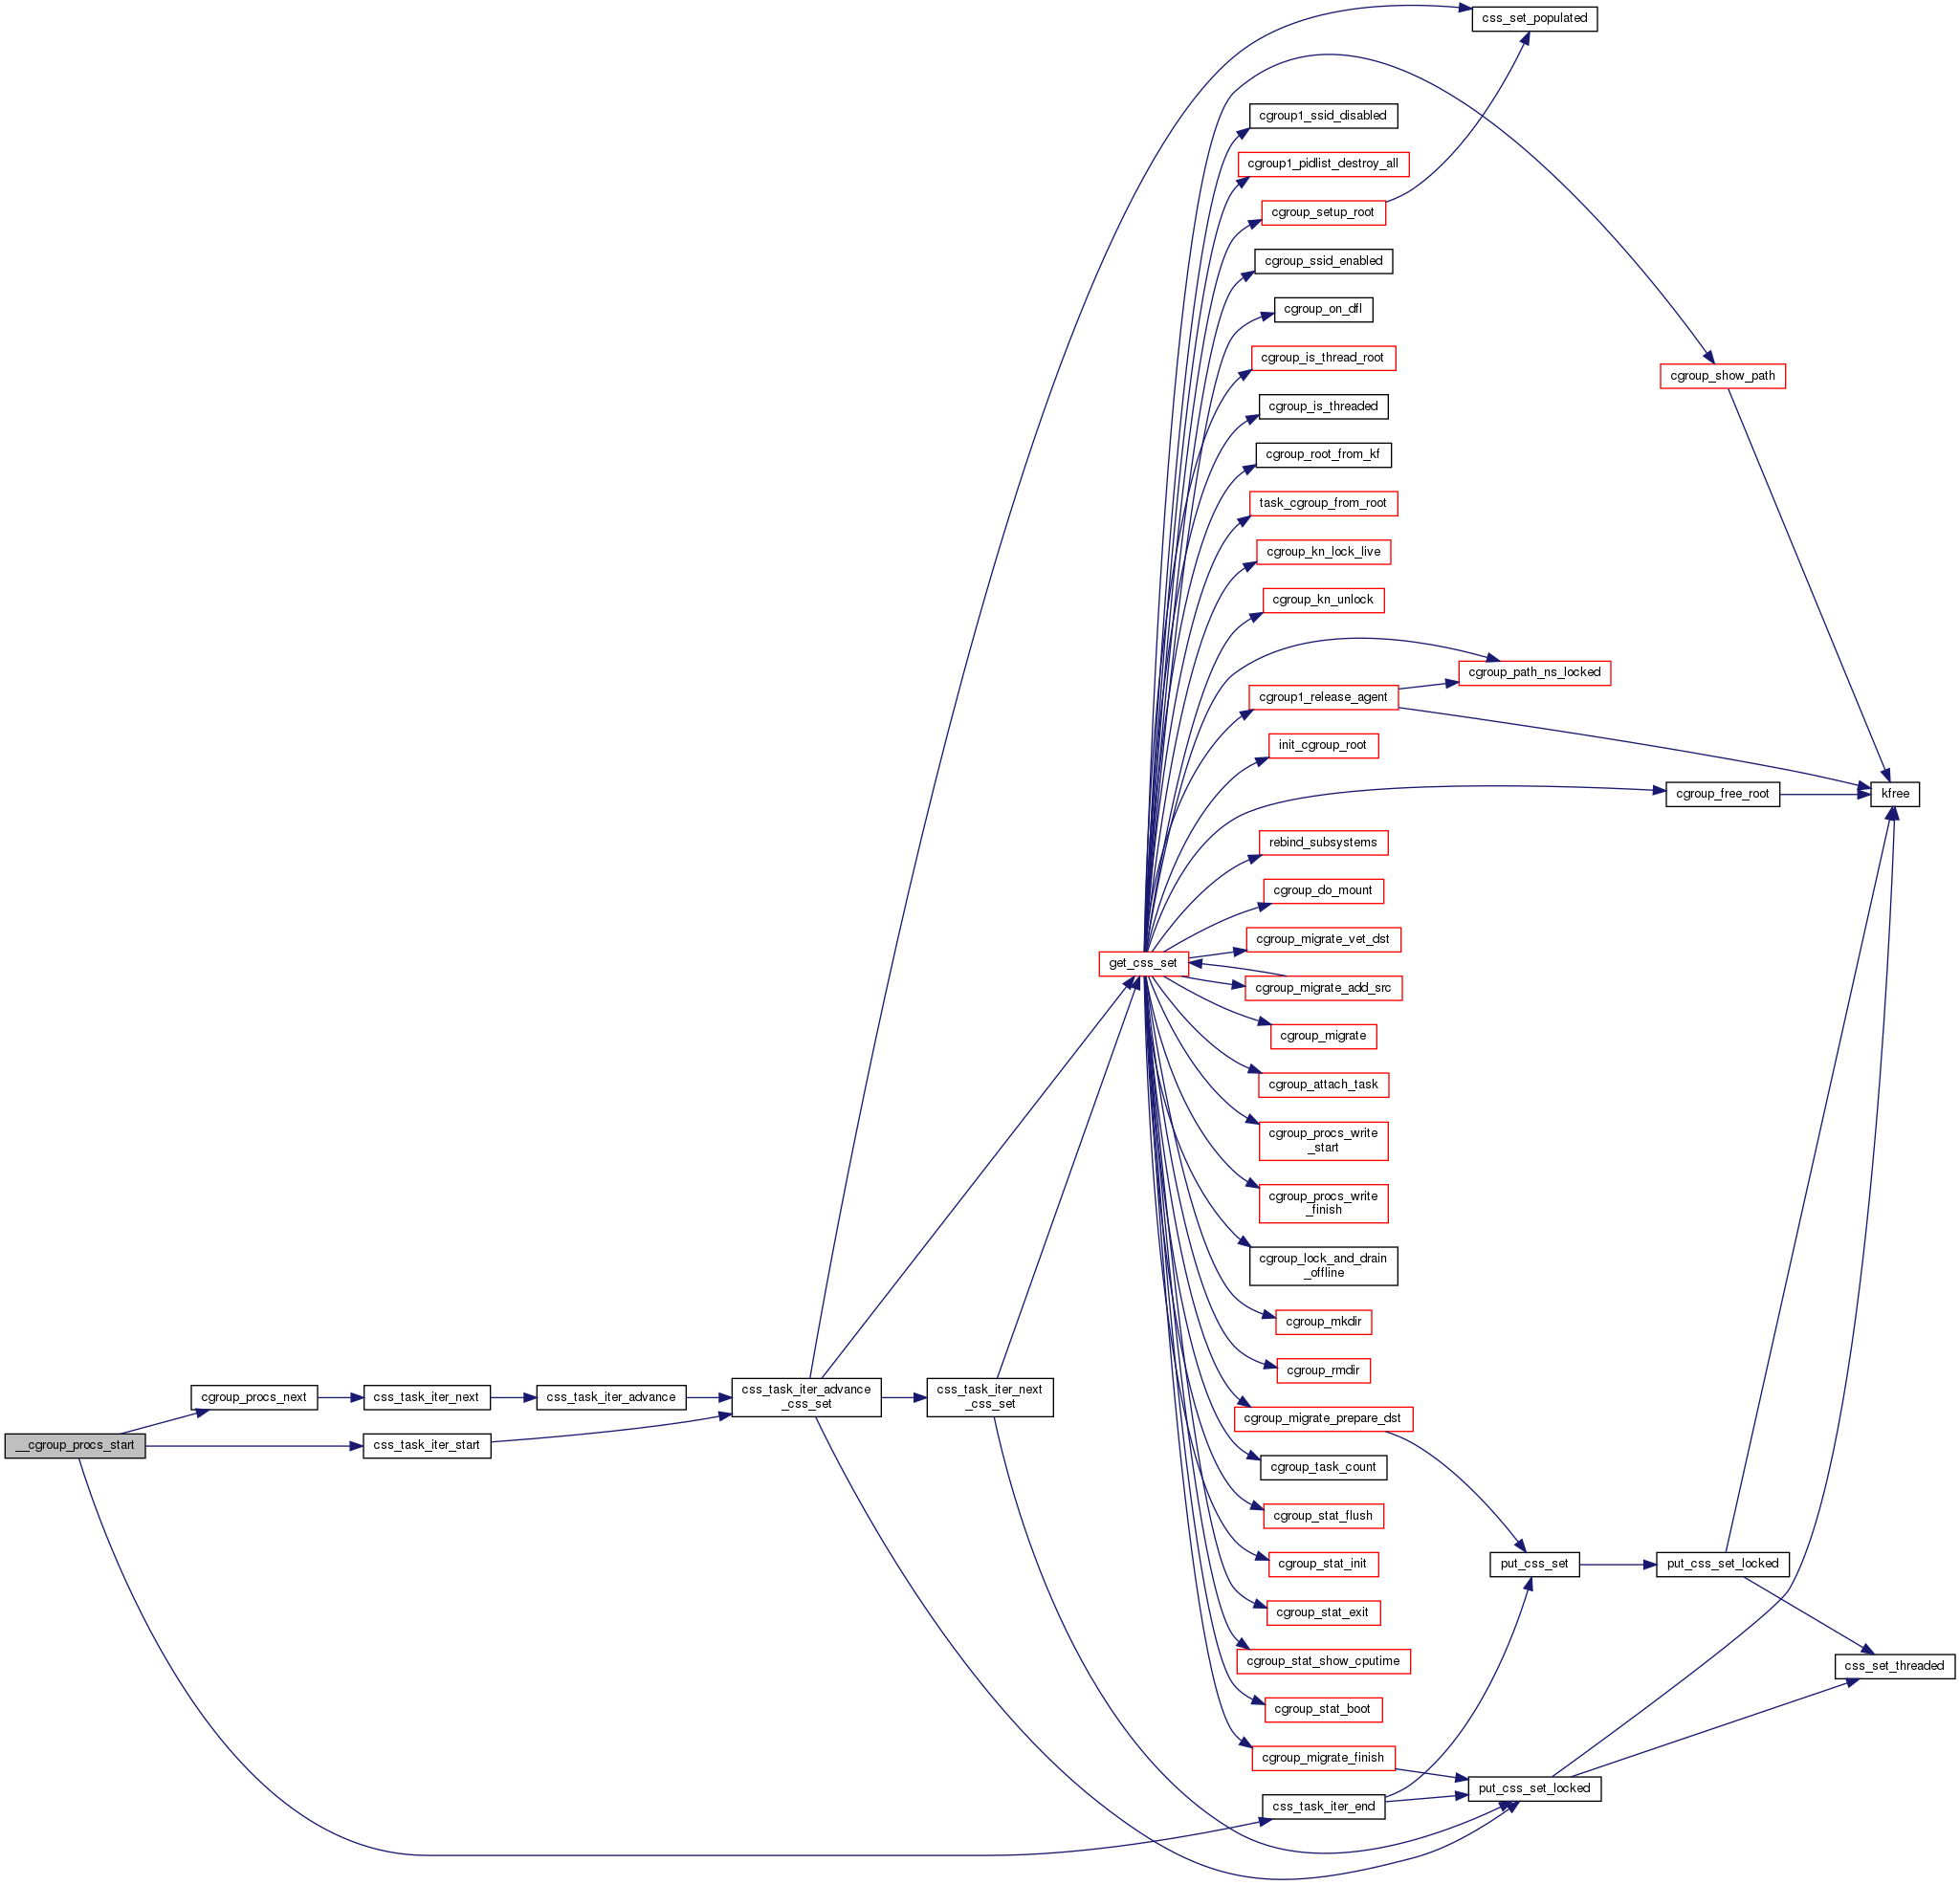 css_set_populated
cgroup1_ssid_disabled
cgroup1_pidlist_destroy_all
cgroup_setup_root
cgroup_ssid_enabled
cgroup_on_dfl
cgroup_is_thread_root
cgroup_show_path
cgroup_is_threaded
cgroup_root_from_kf
task_cgroup_from_root
cgroup_kn_lock_live
cgroup_kn_unlock
cgroup_path_ns_locked
cgroup1_release_agent
init_cgroup_root
cgroup_free_root
kfree
rebind_subsystems
cgroup_do_mount
cgroup_migrate_vet_dst
get_css_set
cgroup_migrate_add_src
cgroup_migrate
cgroup_attach_task
cgroup_procs_write
_start
cgroup_procs_write
_finish
cgroup_lock_and_drain
_offline
cgroup_mkdir
cgroup_rmdir
cgroup_procs_next
css_task_iter_next
css_task_iter_advance
css_task_iter_advance
_css_set
css_task_iter_next
_css_set
cgroup_migrate_prepare_dst
__cgroup_procs_start
css_task_iter_start
cgroup_task_count
cgroup_stat_flush
cgroup_stat_init
put_css_set
put_css_set_locked
cgroup_stat_exit
cgroup_stat_show_cputime
css_set_threaded
cgroup_stat_boot
cgroup_migrate_finish
put_css_set_locked
css_task_iter_end